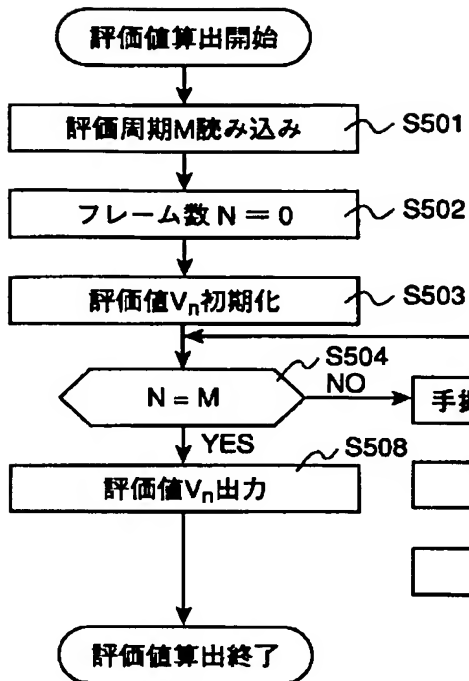 評価値算出開始
評価周期M読み込み S501
フレーム数 N = 0 S502
評価値Vn初期化 S503
S504
N = M NO 手
YES
S508
評価値Vn出力
評価値算出終了